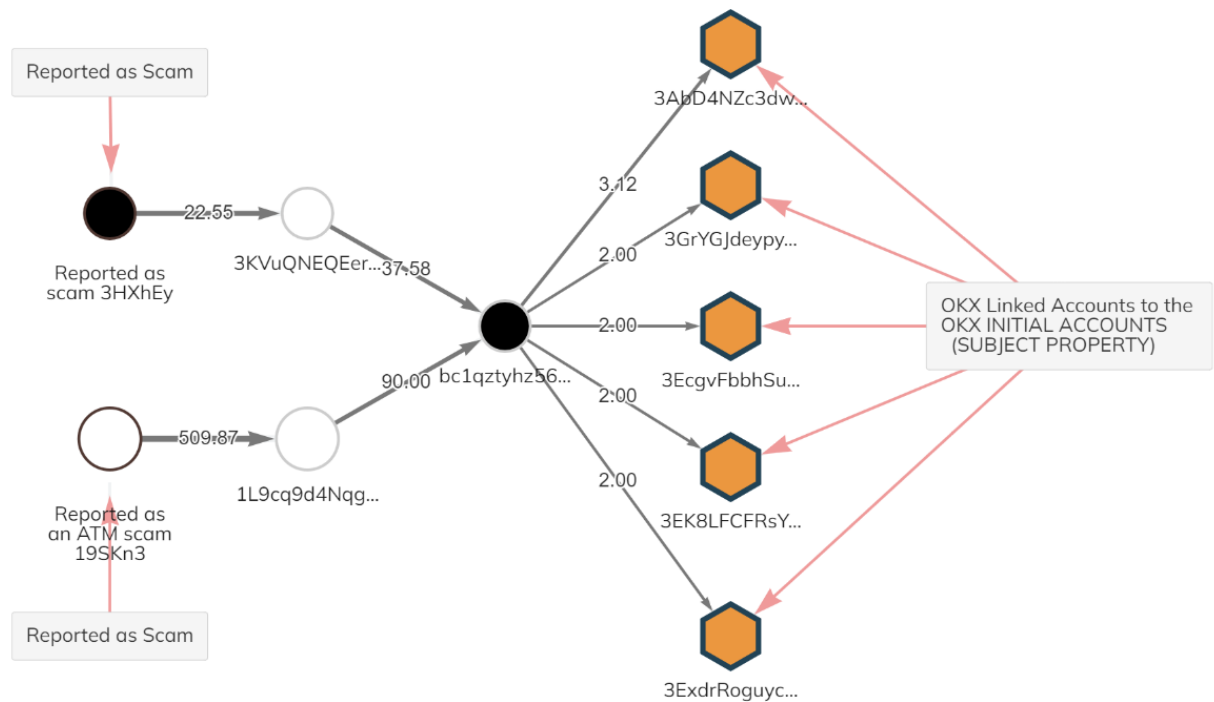 Reported as Scam
3AbD4NZc3dw...
3.12
22.55
3GrYGJdeypy...
2.00
Reported as
scam 3HXhEy
3KVuQNEQEer...
37.58
OKX Linked Accounts to the
OKX INITIAL ACCOUNTS
(SUBJECT PROPERTY)
2.00
bc1qztyhz56...
3EcgvFbbhSu...
90.00
2.00
509.87
1L9cq9d4Nqg...
2.00
3EK8LFCFRsY...
Reported as
an ATM scam
19SKn3
Reported as Scam
3ExdrRoguyc...